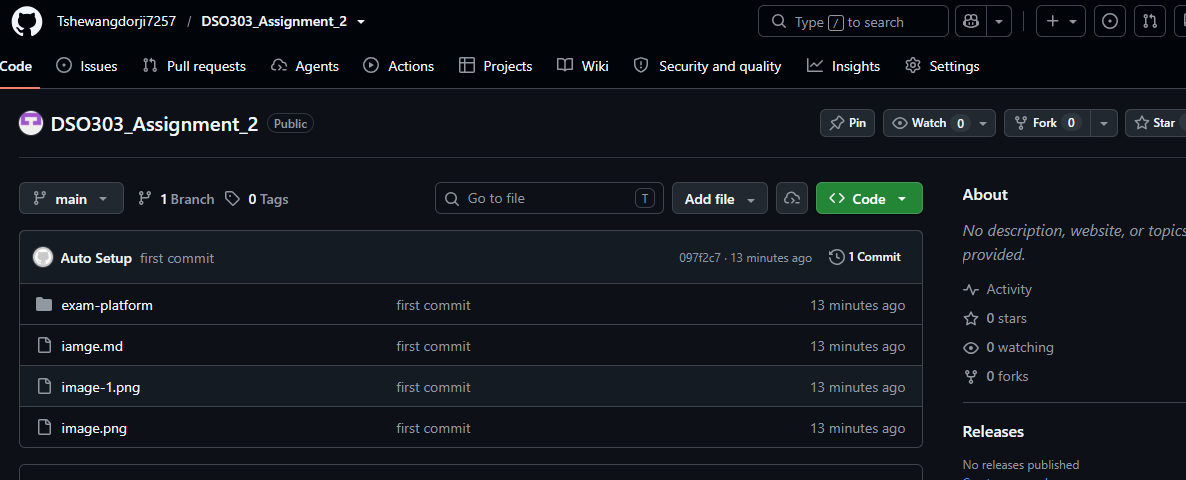 Tshewangdorji7257 / DSO303_Assignment_2
Type / to search
Code Issues Pull requests Agents Actions Projects Wiki Security and quality Insights Settings
DSO303_Assignment_2 Public
Pin Watch 0 Fork 0 Star
main 1 Branch 0 Tags Go to file T Add file Code
Auto Setup first commit 097f2c7 · 13 minutes ago 1 Commit
exam-platform first commit 13 minutes ago
iamge.md first commit 13 minutes ago
image-1.png first commit 13 minutes ago
image.png first commit 13 minutes ago
About
No description, website, or topics
provided.
Activity
0 stars
0 watching
0 forks
Releases
No releases published